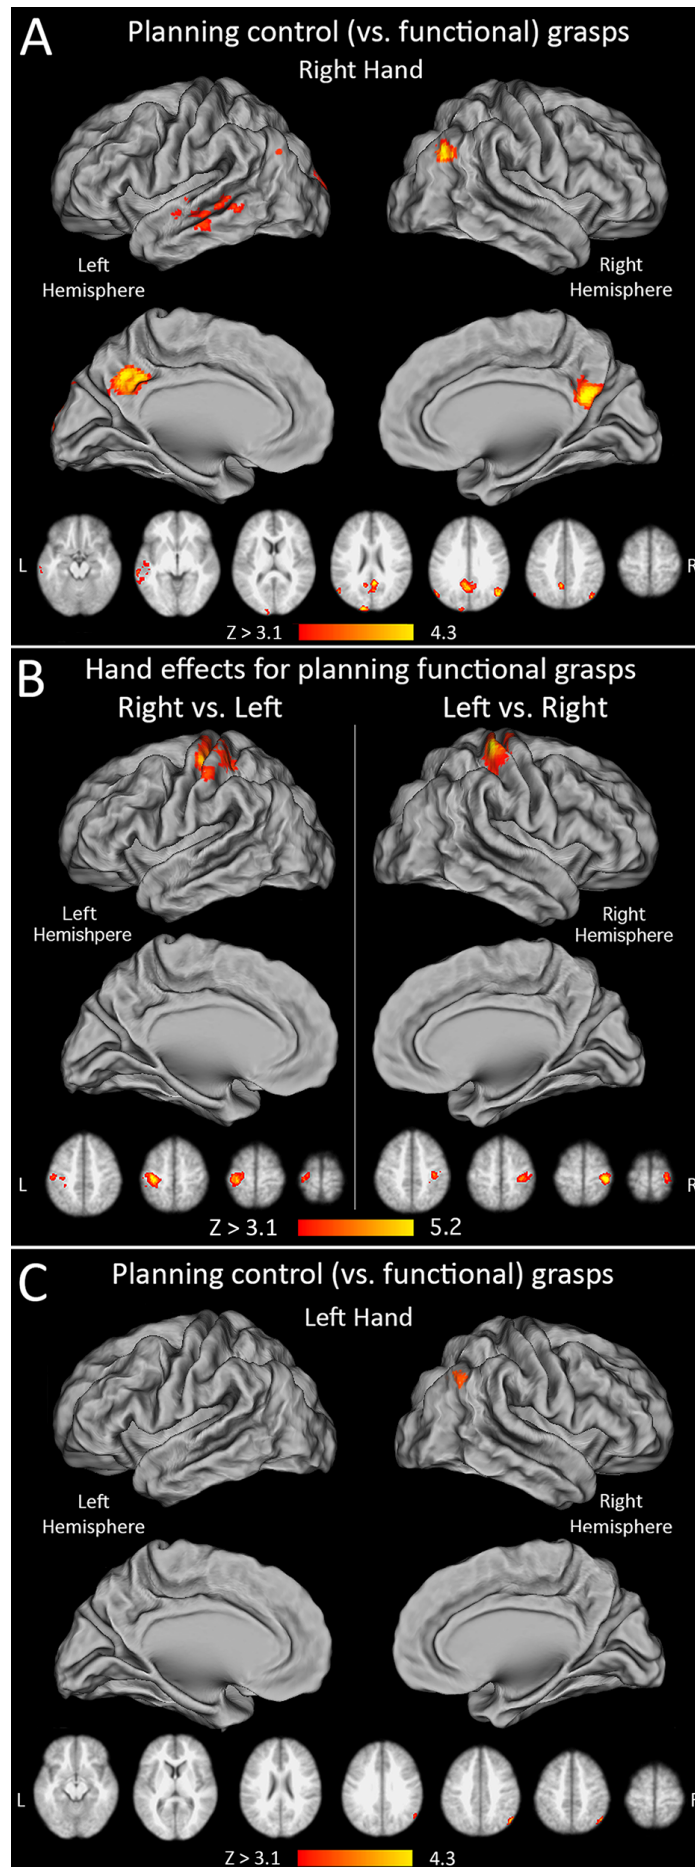 A
Planning control (vs. functional) grasps
Right Hand
Left
Hemisphere
Right
Hemisphere
L
R
Z > 3.1
4.3
B
Hand effects for planning functional grasps
Right vs. Left
Left vs. Right
Left
Hemishpere
Right
Hemisphere
L
R
Z > 3.1
5.2
C
Planning control (vs. functional) grasps
Left Hand
Left
Hemisphere
Right
Hemisphere
L
R
Z > 3.1
4.3